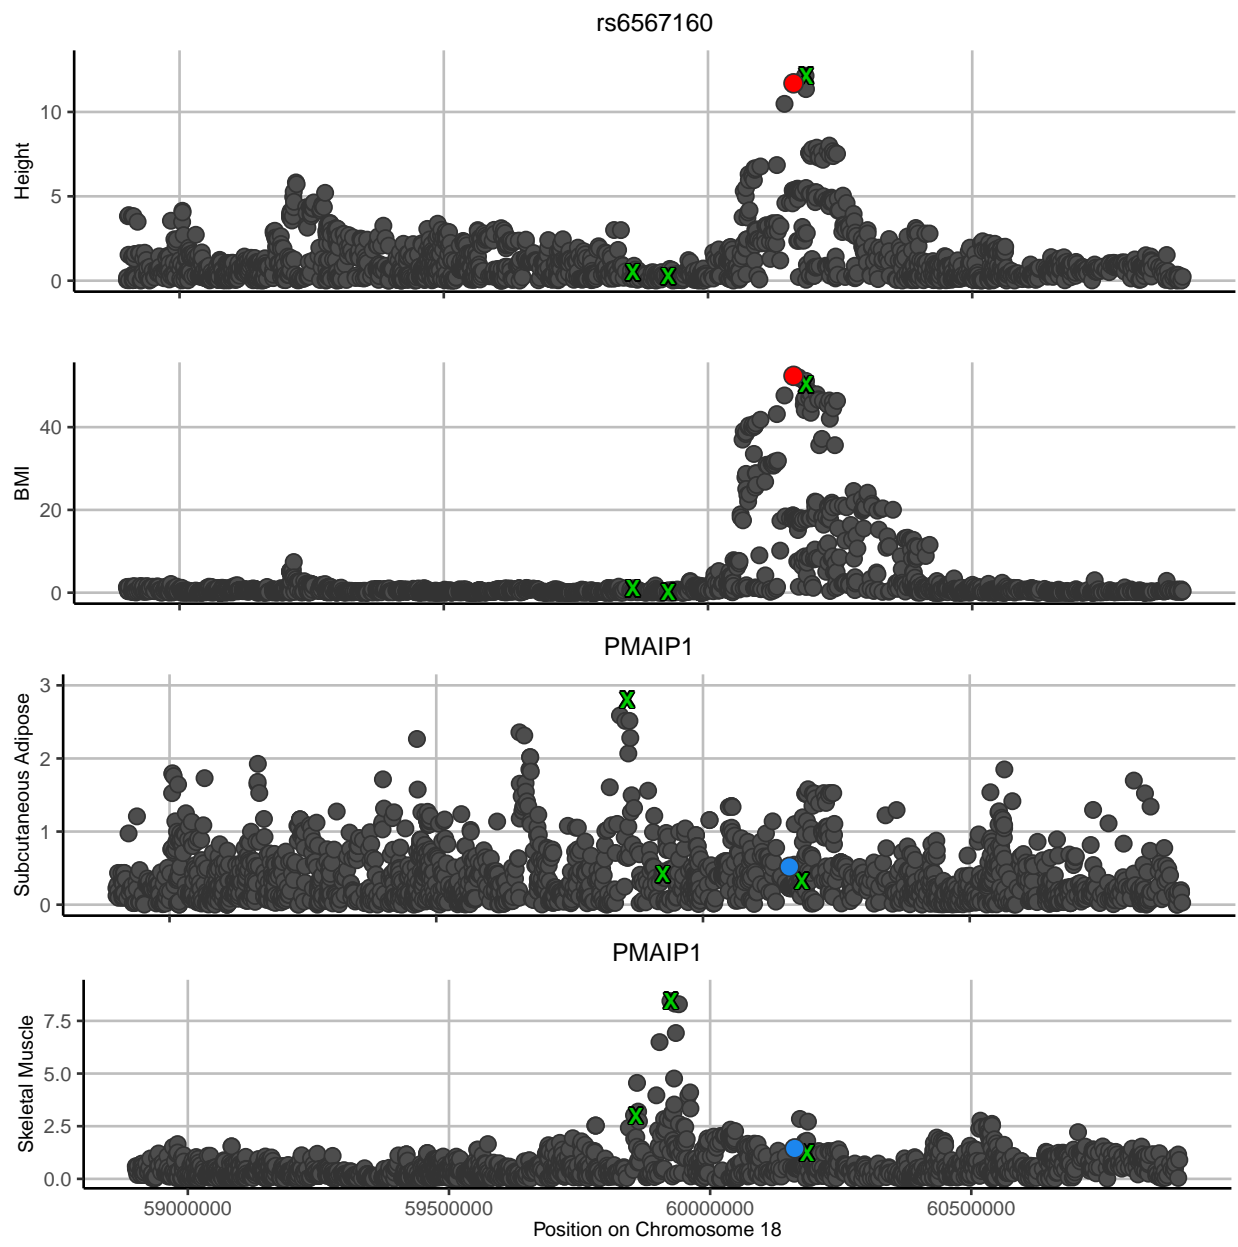 rs6567160
Height
10
5
0
BMI
40
20
0
PMAIP1
Subcutaneous Adipose
3
2
1
0
PMAIP1
Skeletal Muscle
7.5
5.0
2.5
0.0
59000000 59500000 60000000 60500000
Position on Chromosome 18